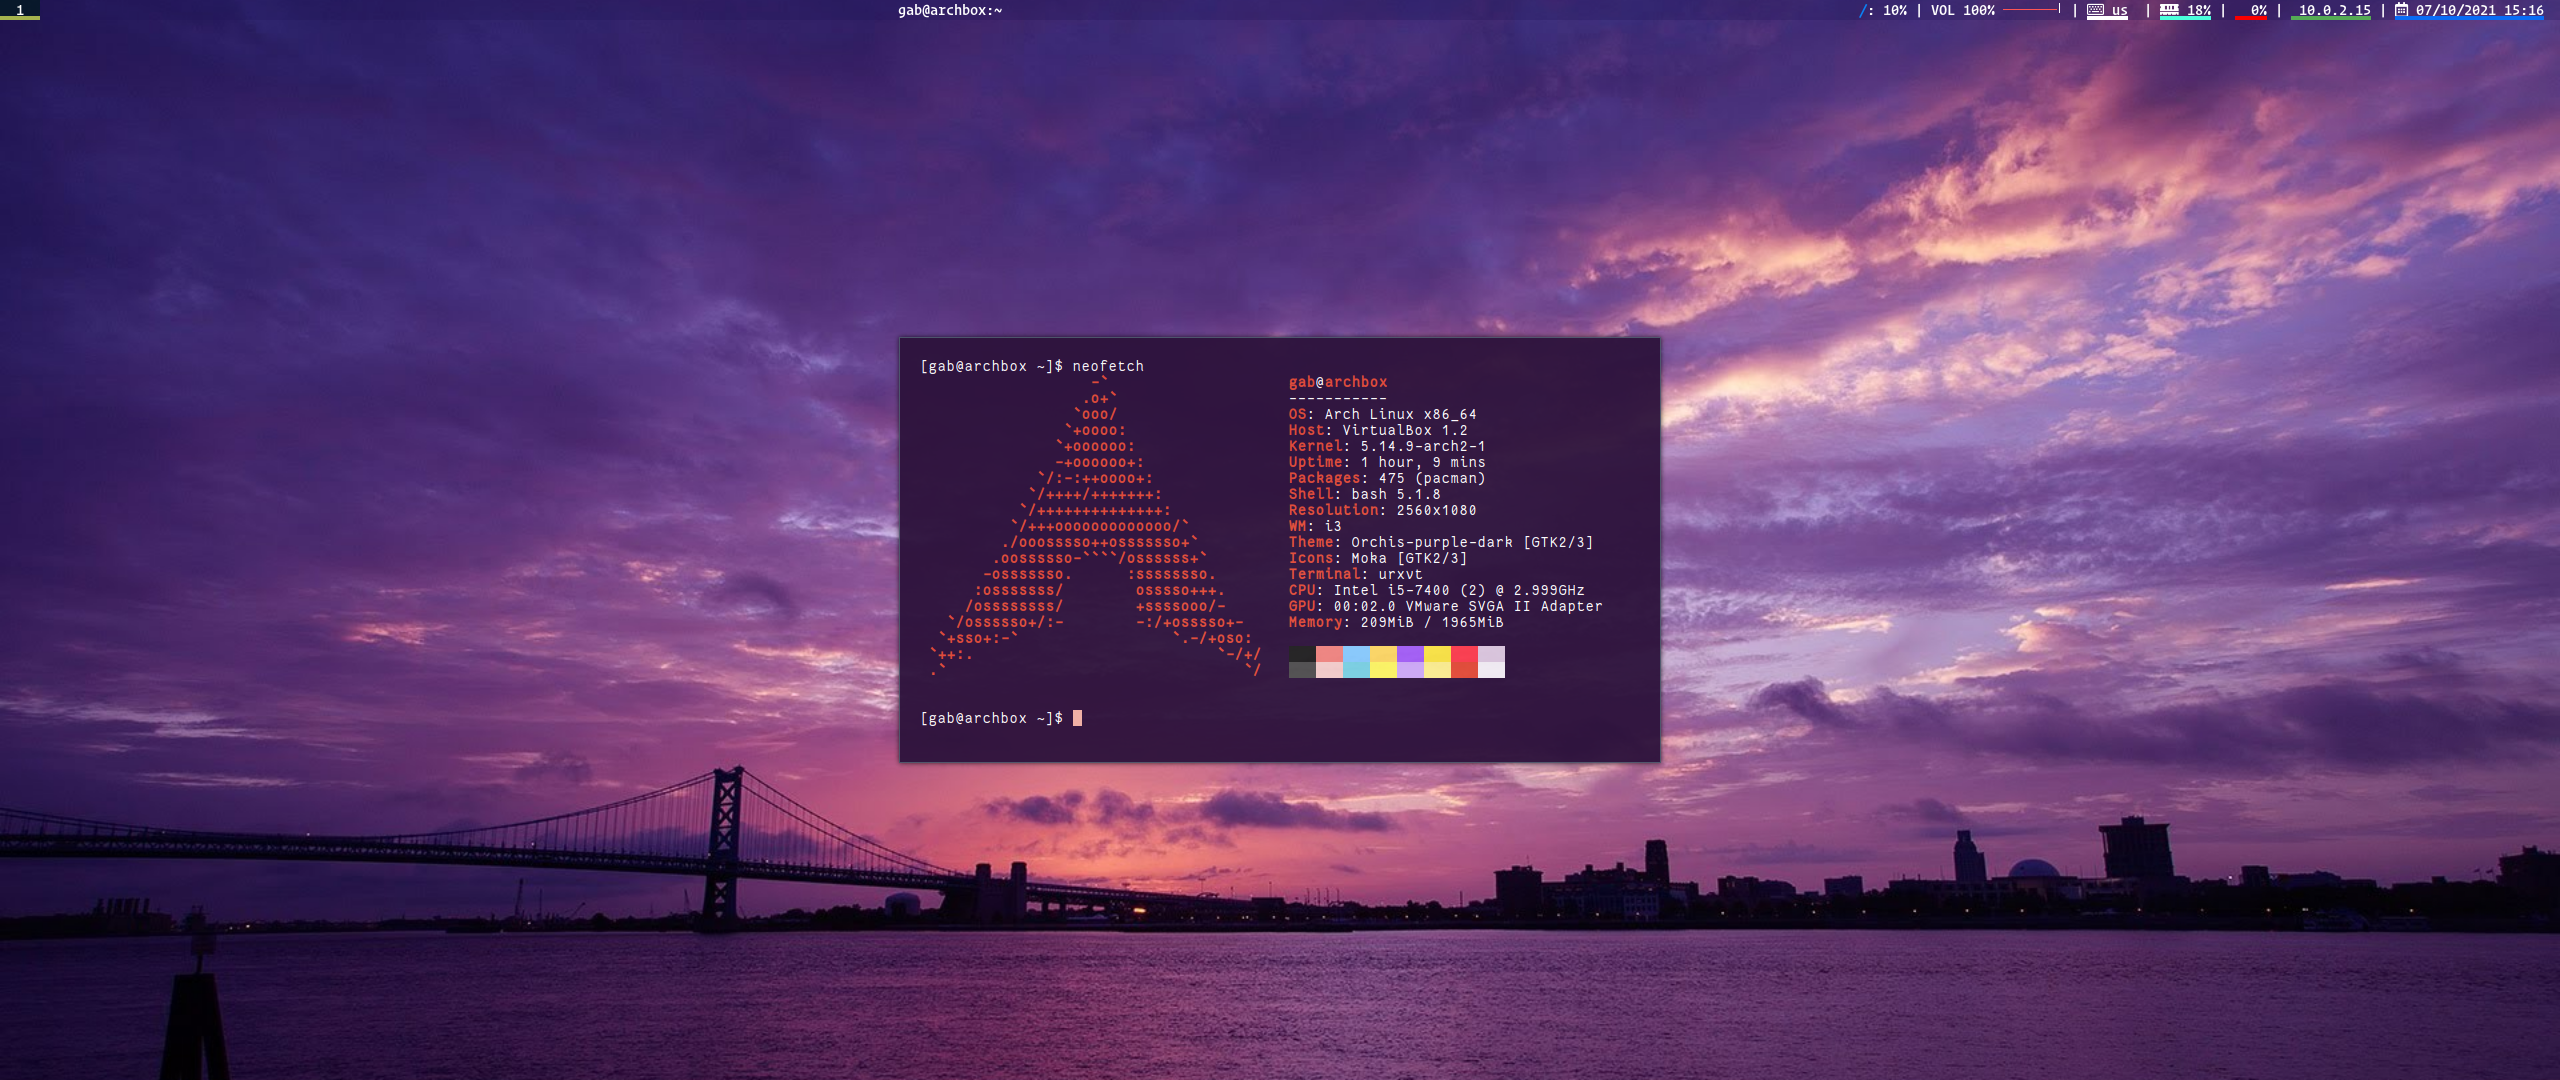 1
gab@archbox:~
/: 10% | VOL 100% | us | 18% | 0% | 10.0.2.15 | 07/10/2021 15:16
[gab@archbox ~]$ neofetch
-`
.o+`
`ooo/
`+oooo:
`+oooooo:
-+oooooo+:
`/:-:++oooo+:
`/++++/+++++++:
`/++++++++++++++:
`/+++ooooooooooooo/`
./ooosssso++osssssso+`
.oossssso-````/ossssss+`
-osssssso.      :ssssssso.
:osssssss/        osssso+++.
/ossssssss/        +ssssooo/-
`/ossssso+/:-        -:/+osssso+-
`+sso+:-`                 `.-/+oso:
`++:.                           `-/+/
.`                                 `/
gab@archbox
-----------
OS: Arch Linux x86_64
Host: VirtualBox 1.2
Kernel: 5.14.9-arch2-1
Uptime: 1 hour, 9 mins
Packages: 475 (pacman)
Shell: bash 5.1.8
Resolution: 2560x1080
WM: i3
Theme: Orchis-purple-dark [GTK2/3]
Icons: Moka [GTK2/3]
Terminal: urxvt
CPU: Intel i5-7400 (2) @ 2.999GHz
GPU: 00:02.0 VMware SVGA II Adapter
Memory: 209MiB / 1965MiB
[gab@archbox ~]$